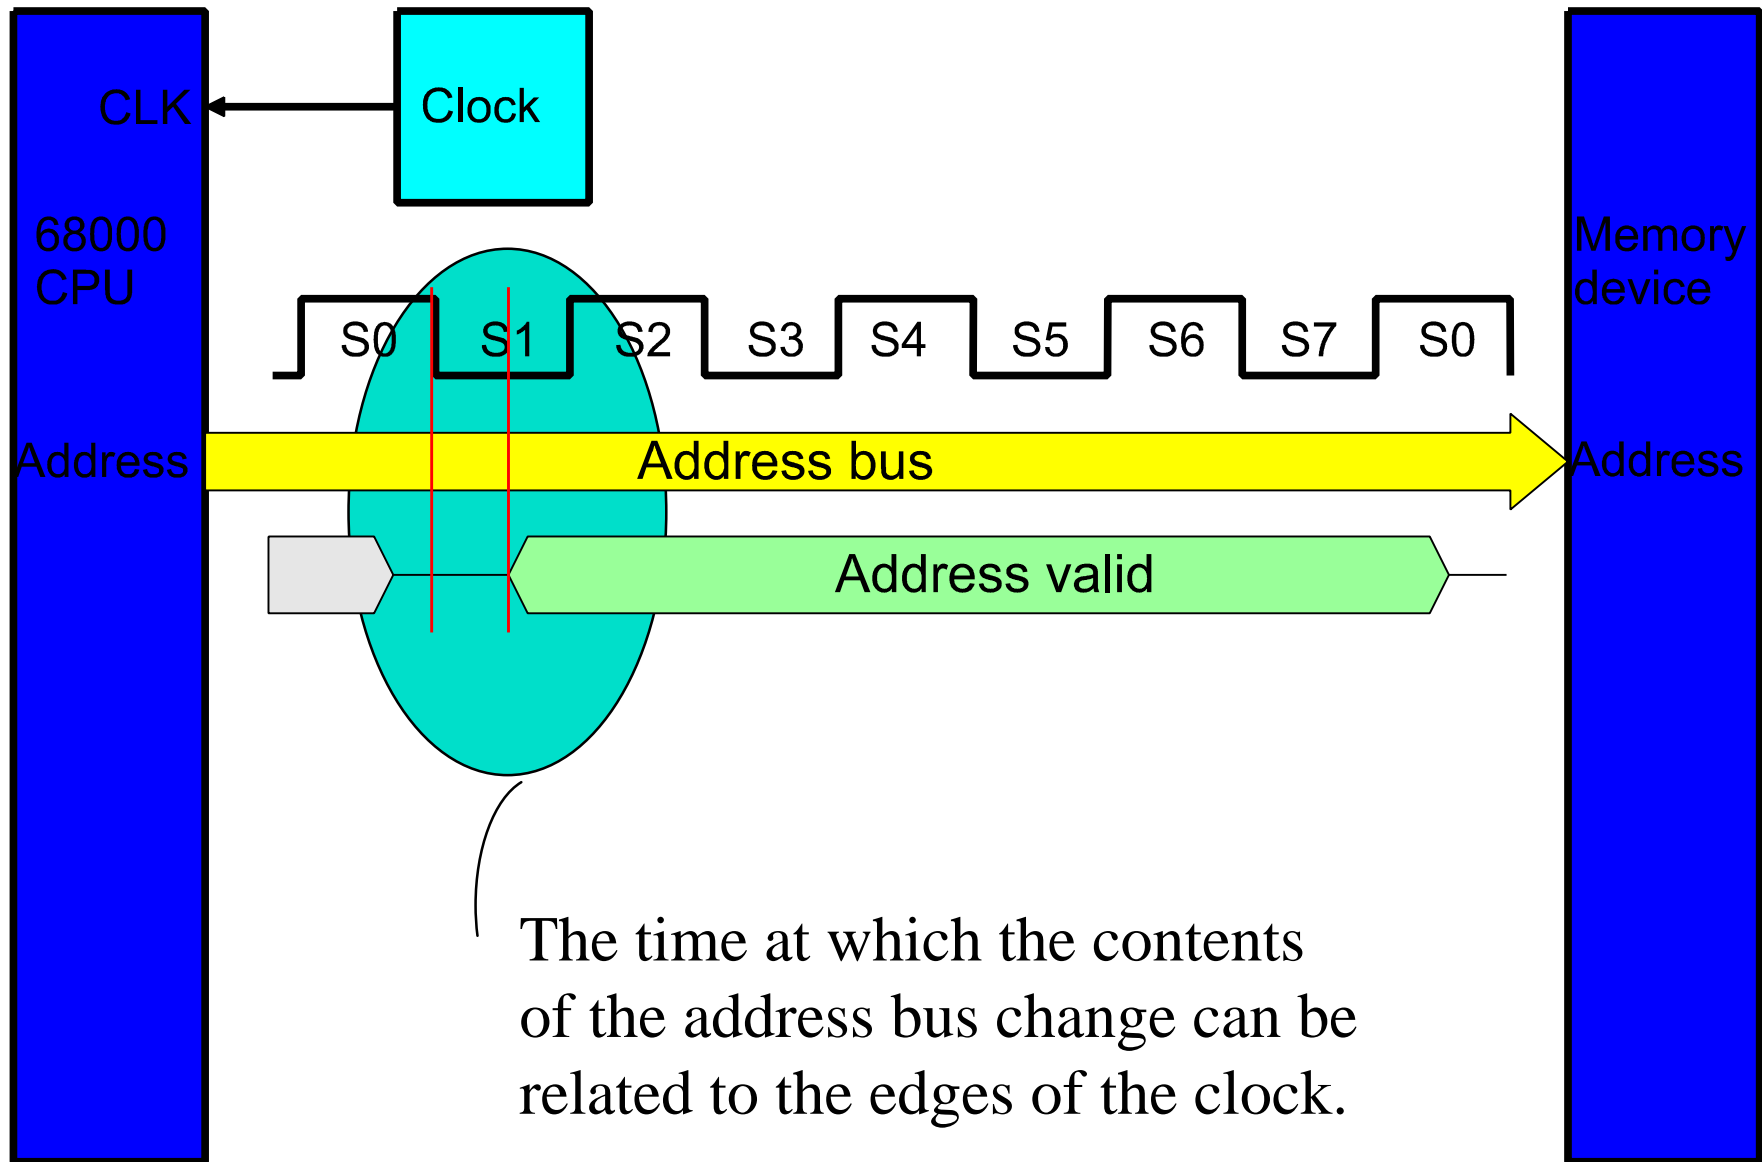 CLK
Clock
68000
CPU
Memory
device
S0 S1 S2 S3 S4 S5 S6 S7 S0
Address
Address bus
Address
Address valid
The time at which the contents
of the address bus change can be
related to the edges of the clock.